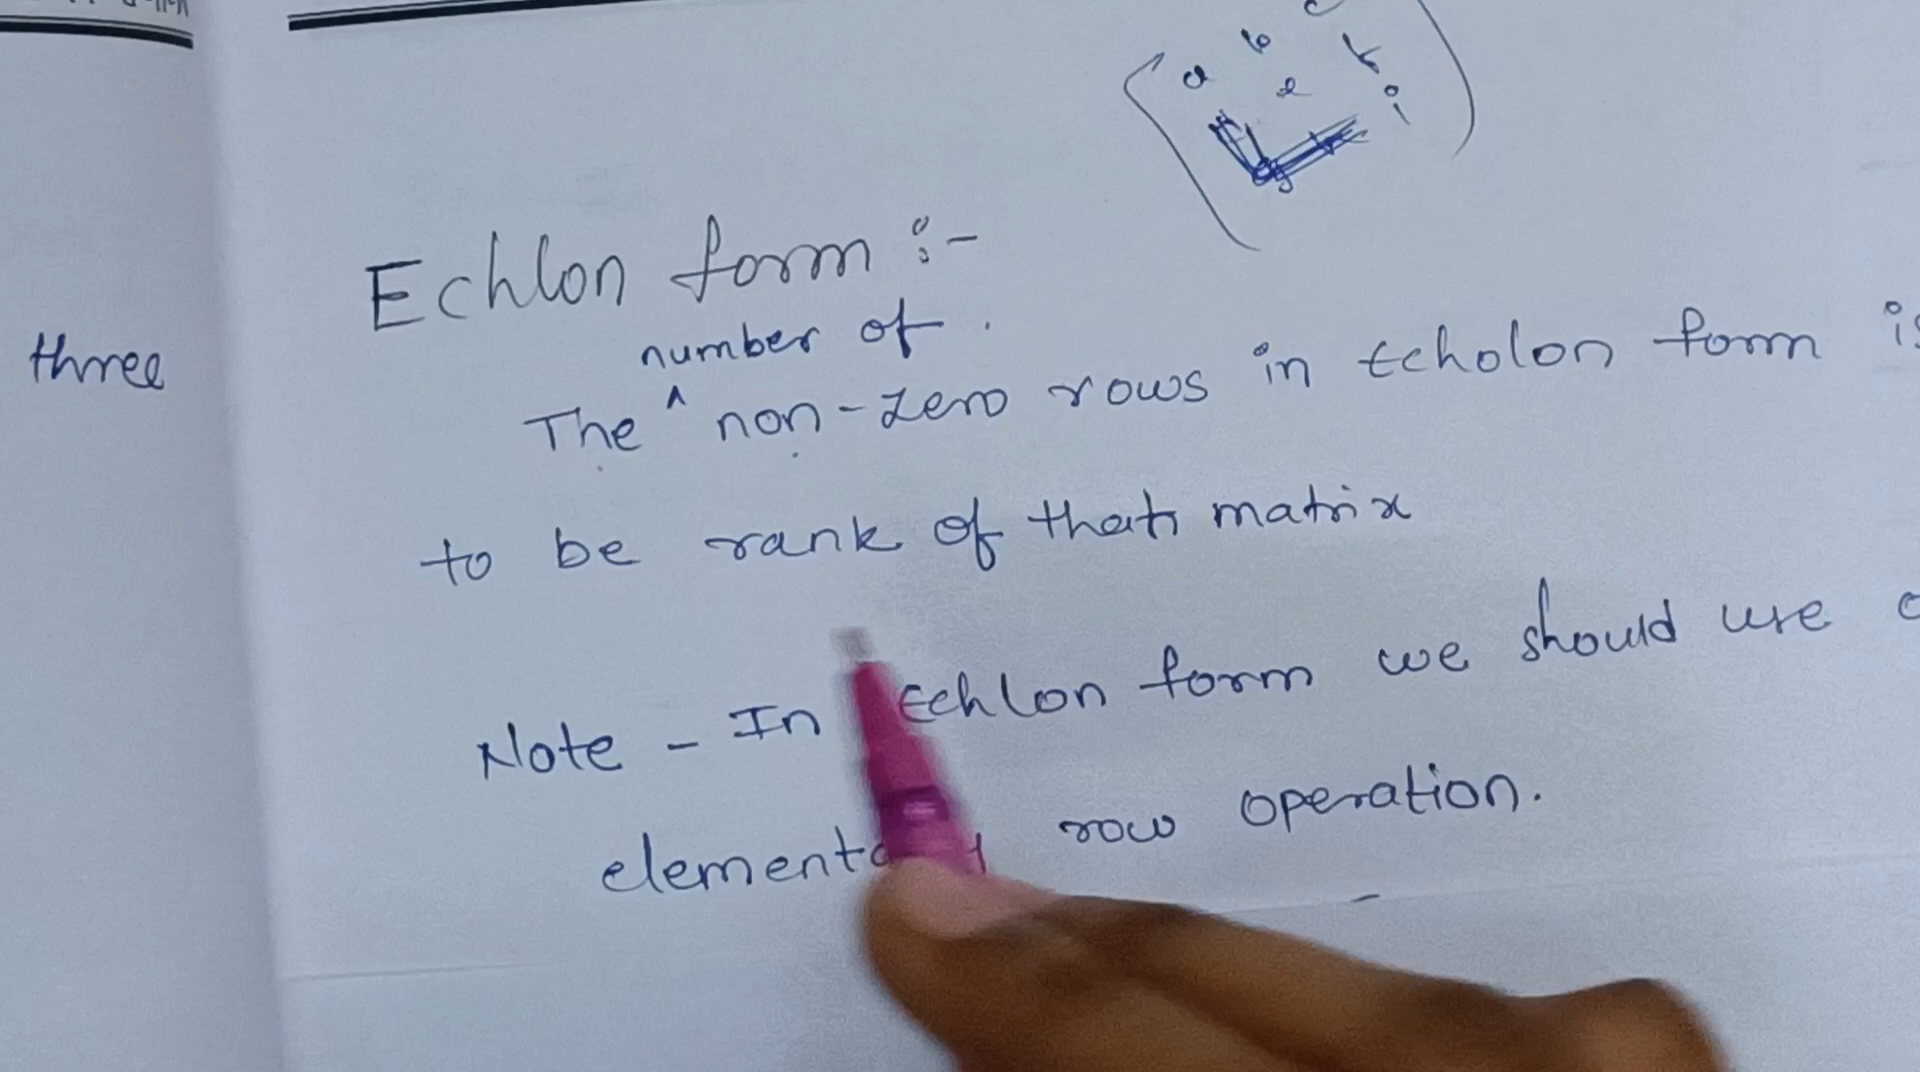 three
a b c
e f
i
Echlon form :-
number of
The ^ non-zero rows in Echolon form is
to be rank of that matrix
Note - In Echlon form we should use
row operation.